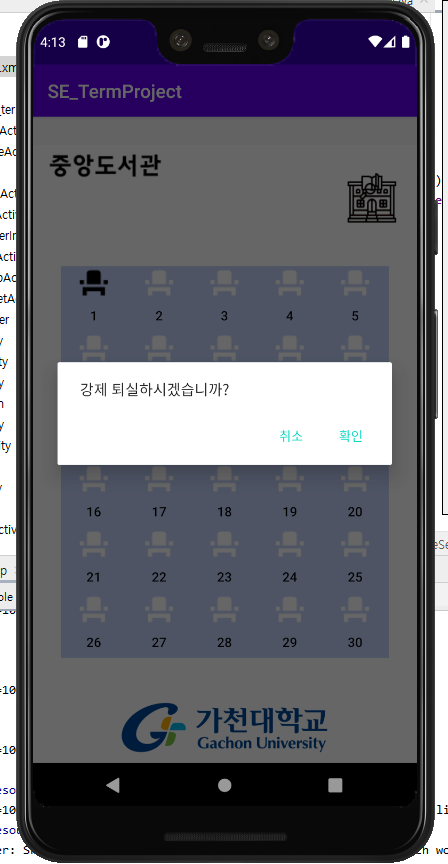 4:13
SE_TermProject
중앙도서관
1 2 3 4 5
강제 퇴실하시겠습니까?
취소 확인
16 17 18 19 20
21 22 23 24 25
26 27 28 29 30
가천대학교
Gachon University